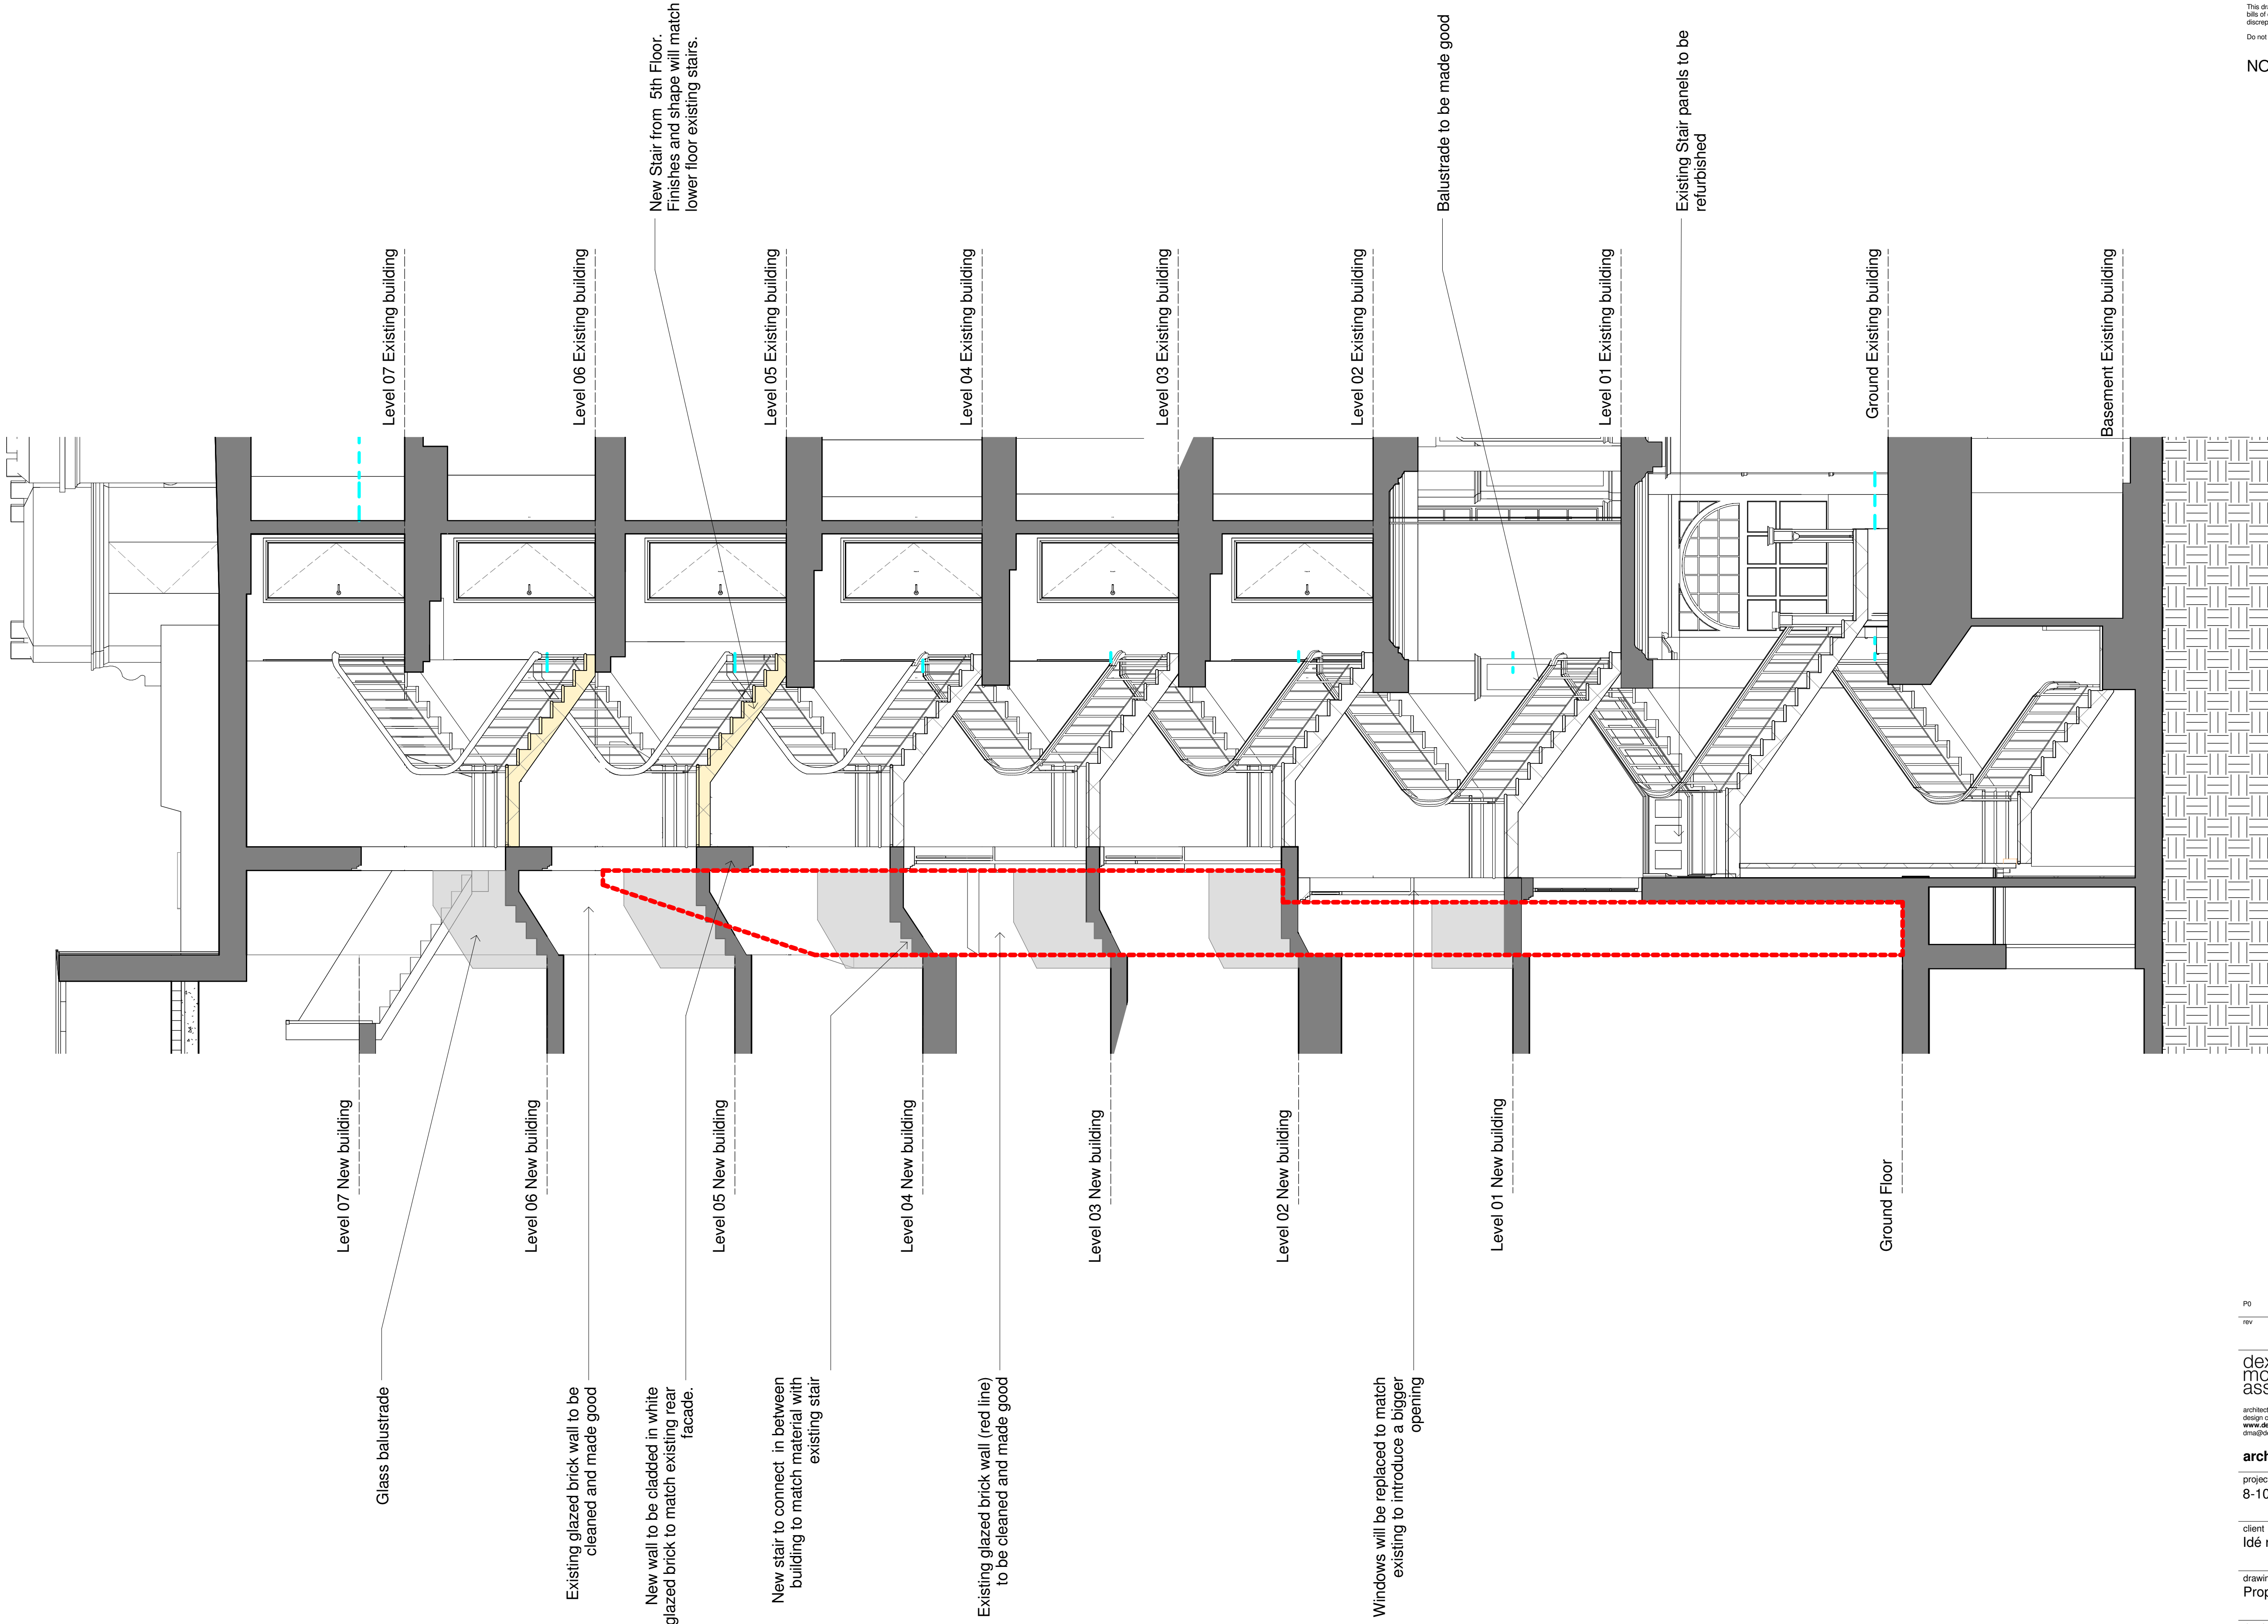 New Stair from 5th Floor.
Finishes and shape will match
lower floor existing stairs.
Balustrade to be made good
Existing Stair panels to be
refurbished
Level 07 Existing building
Level 06 Existing building
Level 05 Existing building
Level 04 Existing building
Level 03 Existing building
Level 02 Existing building
Level 01 Existing building
Ground Existing building
Basement Existing building
Level 07 New building
Level 06 New building
Level 05 New building
Level 04 New building
Level 03 New building
Level 02 New building
Level 01 New building
Ground Floor
Glass balustrade
Existing glazed brick wall to be
cleaned and made good
New wall to be cladded in white
glazed brick to match existing rear
facade.
New stair to connect in between
building to match material with
existing stair
Existing glazed brick wall (red line)
to be cleaned and made good
Windows will be replaced to match
existing to introduce a bigger
opening
This
bills of
Do not
P0
rev
design
client
Idé